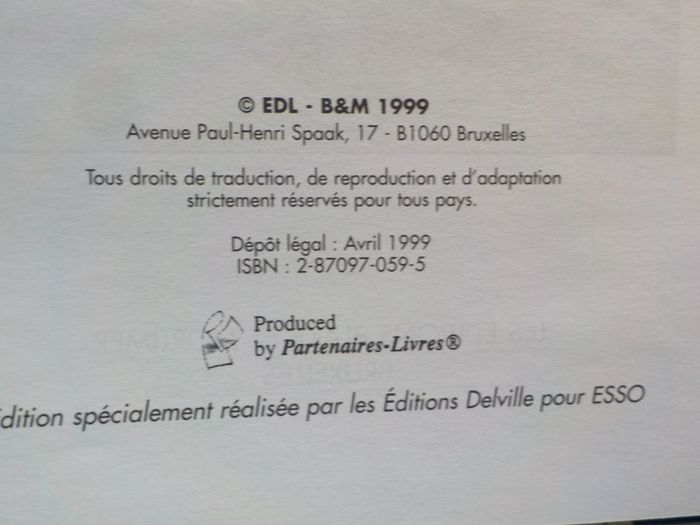 © EDL - B&M 1999
Avenue Paul-Henri Spaak, 17 - B1060 Bruxelles
Tous droits de traduction, de reproduction et d'adaptation
strictement réservés pour tous pays.
Dépôt légal : Avril 1999
ISBN : 2-87097-059-5
Produced
by Partenaires-Livres®
dition spécialement réalisée par les Éditions Delville pour ESSO